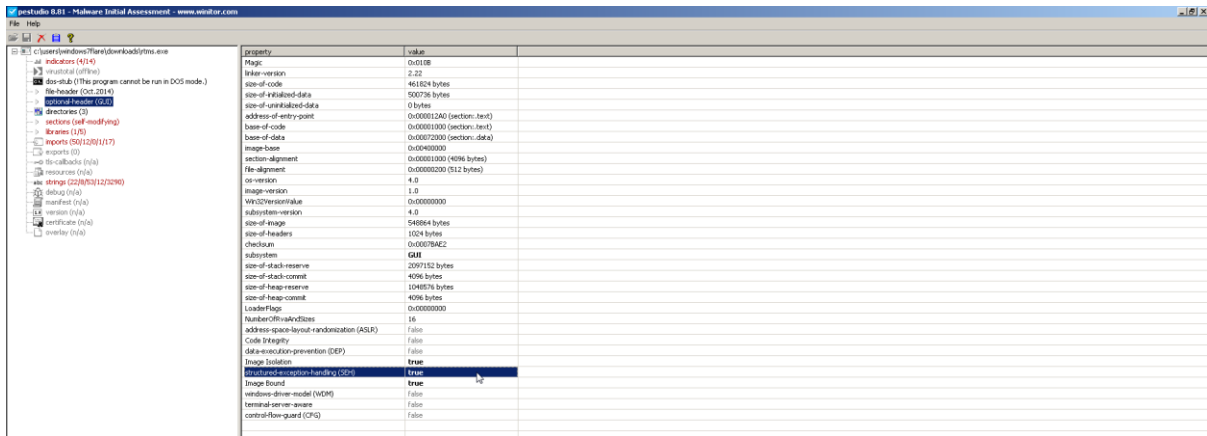 pestudio 8.81 - Malware Initial Assessment - www.winitor.com
File Help
c:\users\windows7flare\downloads\rtms.exe
indicators (4/14)
virustotal (offline)
dos-stub (!This program cannot be run in DOS mode.)
file-header (Oct.2014)
optional-header (GUI)
directories (3)
sections (self-modifying)
libraries (1/5)
imports (50/12/0/1/17)
exports (0)
tls-callbacks (n/a)
resources (n/a)
abc strings (22/8/53/12/3290)
debug (n/a)
manifest (n/a)
version (n/a)
certificate (n/a)
overlay (n/a)
property value
Magic 0x010B
linker-version 2.22
size-of-code 461824 bytes
size-of-initialized-data 500736 bytes
size-of-uninitialized-data 0 bytes
address-of-entry-point 0x000012A0 (section:.text)
base-of-code 0x00001000 (section:.text)
base-of-data 0x00072000 (section:.data)
image-base 0x00400000
section-alignment 0x00001000 (4096 bytes)
file-alignment 0x00000200 (512 bytes)
os-version 4.0
image-version 1.0
Win32VersionValue 0x00000000
subsystem-version 4.0
size-of-image 548864 bytes
size-of-headers 1024 bytes
checksum 0x0007BAE2
subsystem GUI
size-of-stack-reserve 2097152 bytes
size-of-stack-commit 4096 bytes
size-of-heap-reserve 1048576 bytes
size-of-heap-commit 4096 bytes
LoaderFlags 0x00000000
NumberOfRvaAndSizes 16
address-space-layout-randomization (ASLR) false
Code Integrity false
data-execution-prevention (DEP) false
Image Isolation true
structured-exception-handling (SEH) true
Image Bound true
windows-driver-model (WDM) false
terminal-server-aware false
control-flow-guard (CFG) false